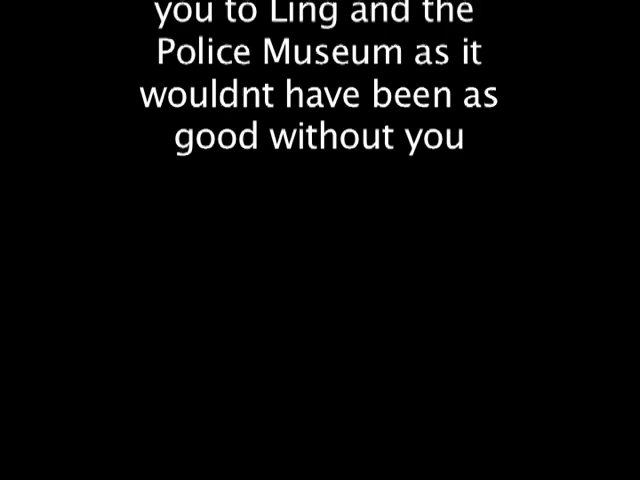 you to Ling and the
Police Museum as it
wouldnt have been as
good without you